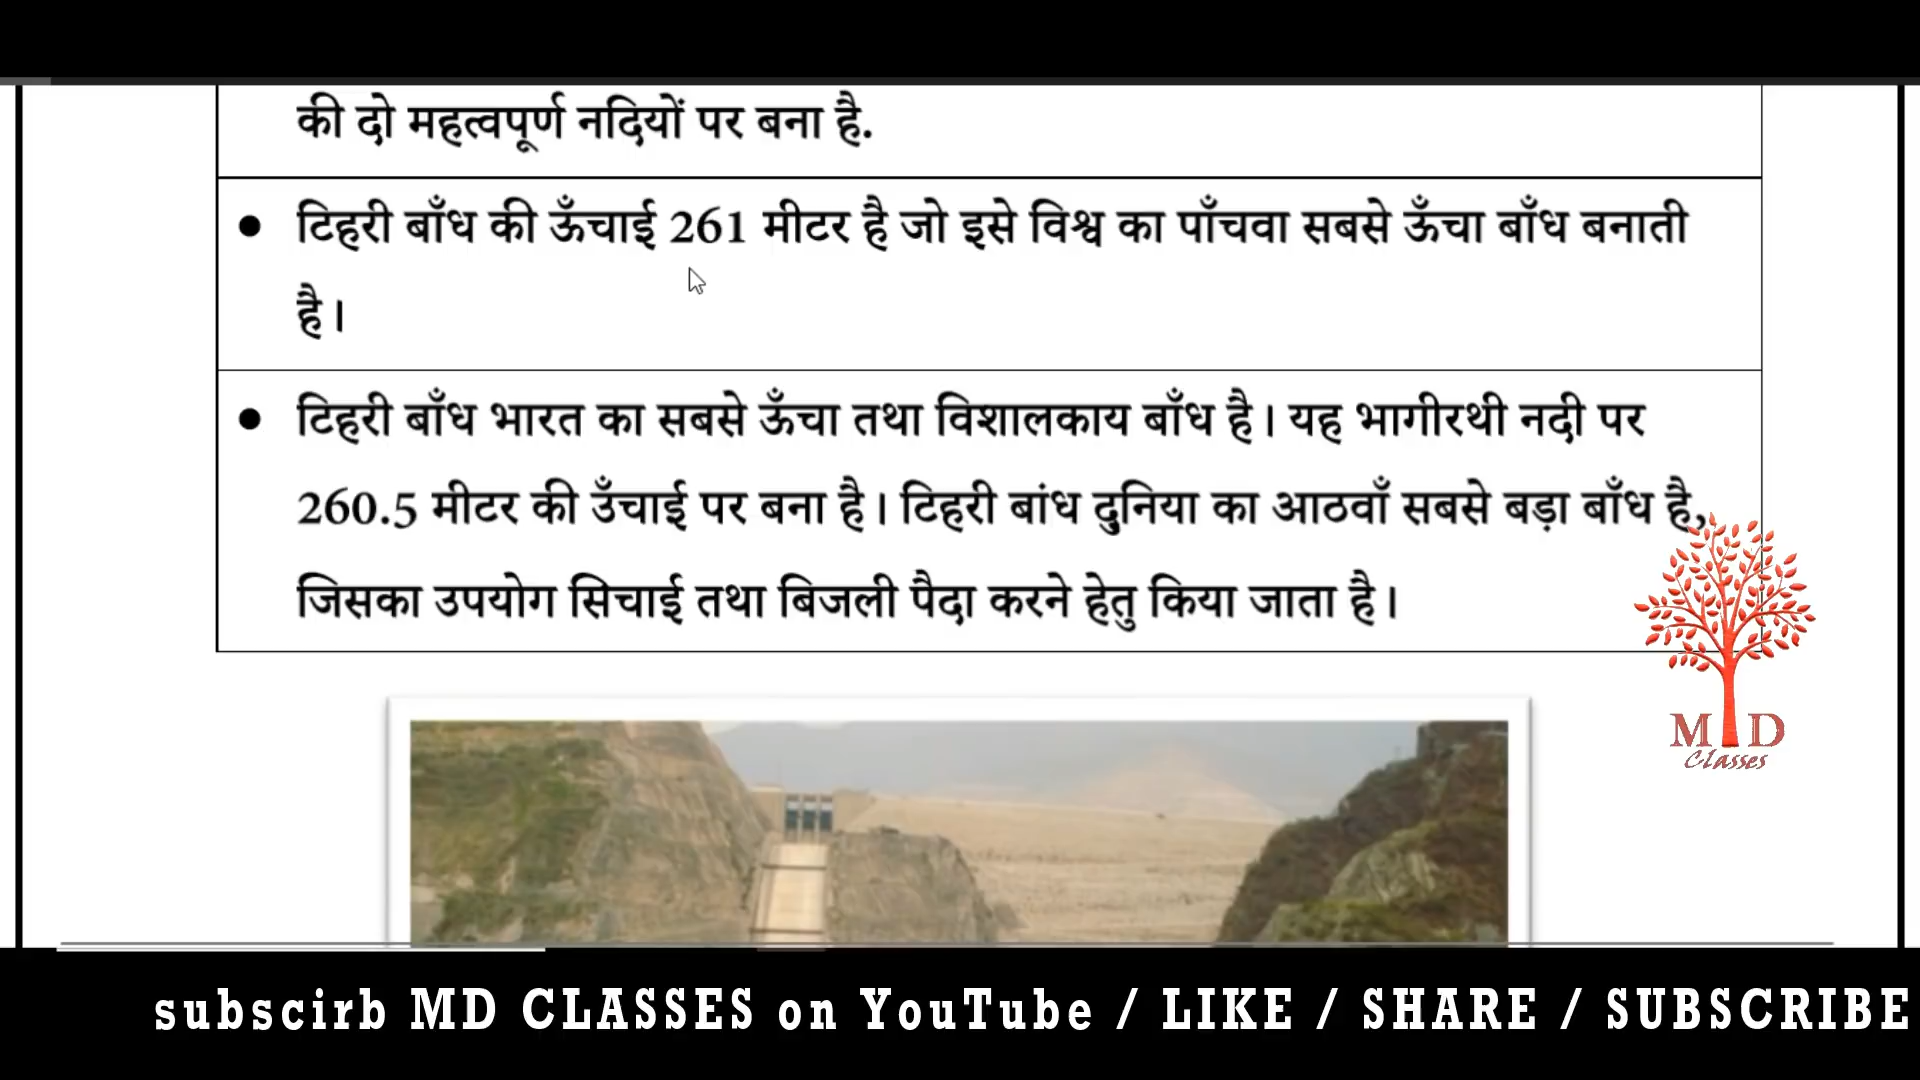 की दो महत्वपूर्ण नदियों पर बना है.
● टिहरी बाँध की ऊँचाई 261 मीटर है जो इसे विश्व का पाँचवा सबसे ऊँचा बाँध बनाती
है।
● टिहरी बाँध भारत का सबसे ऊँचा तथा विशालकाय बाँध है। यह भागीरथी नदी पर
260.5 मीटर की उँचाई पर बना है। टिहरी बांध दुनिया का आठवाँ सबसे बड़ा बाँध है,
जिसका उपयोग सिचाई तथा बिजली पैदा करने हेतु किया जाता है।
M D
Classes
subscirb MD CLASSES on YouTube / LIKE / SHARE / SUBSCRIBE